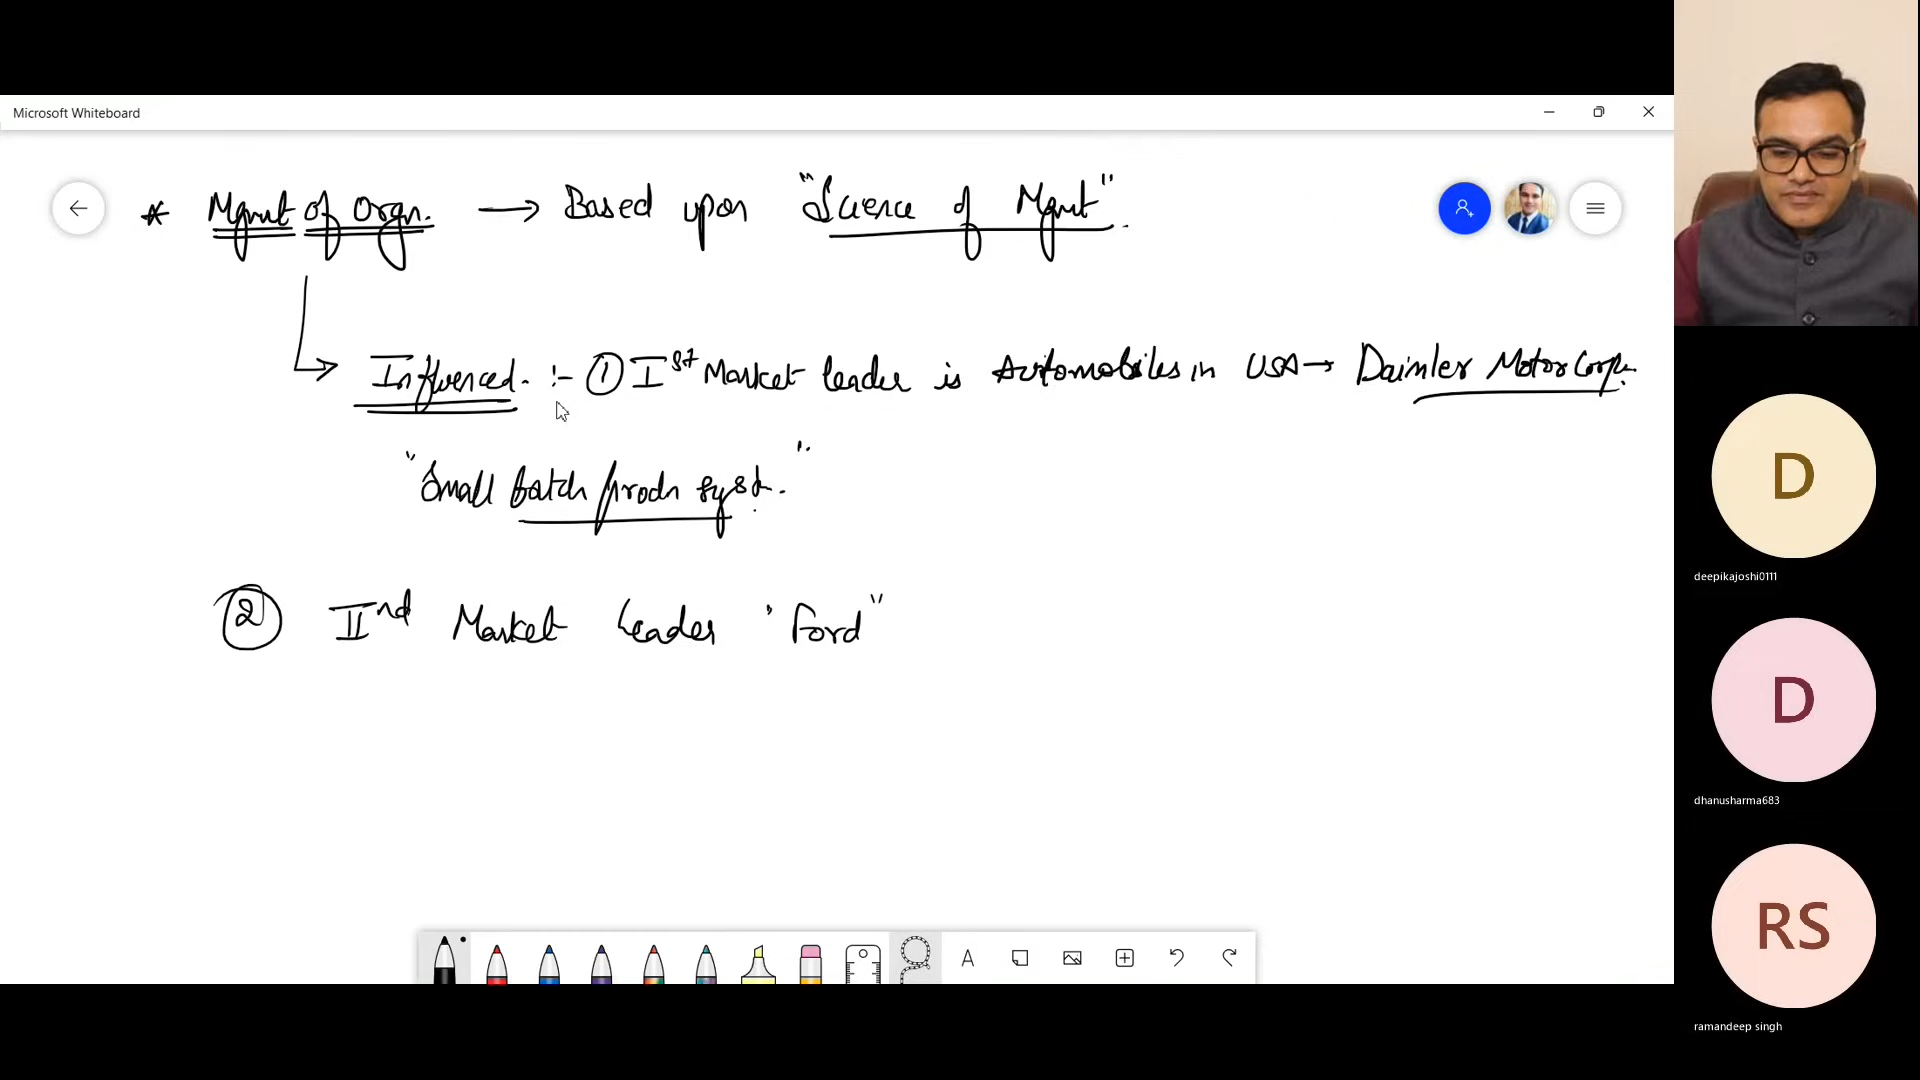 Microsoft Whiteboard
* Mgmt of Orgn. → Based upon "Science of Mgmt".
Influenced. :- ① Ist Market leader is Automobiles in USA → Daimler Motor Corp.
"Small batch prodn syst."
② IInd Market leader "Ford"
D
deepikajoshi0111
D
dhanusharma683
RS
ramandeep singh
A